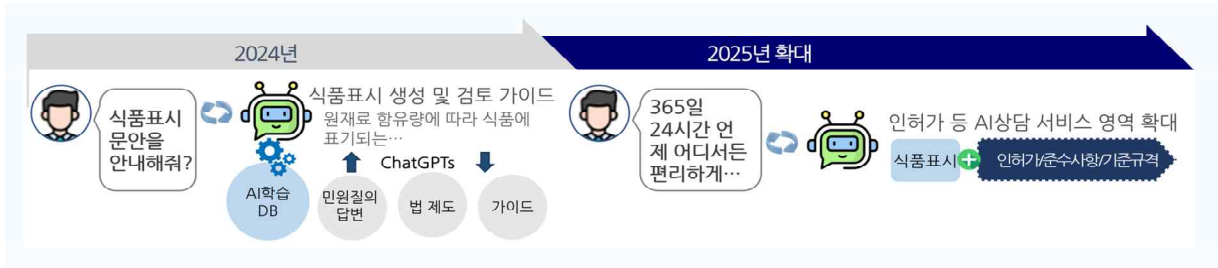 2024년
2025년 확대
식품표시
문안을
안내해줘?
식품표시 생성 및 검토 가이드
원재료 함유량에 따라 식품에
표기되는…
ChatGPTs
AI학습
DB
민원질의
답변
법 제도
가이드
365일
24시간 언
제 어디서든
편리하게…
인허가 등 AI상담 서비스 영역 확대
식품표시
인허가/준수사항/기준규격